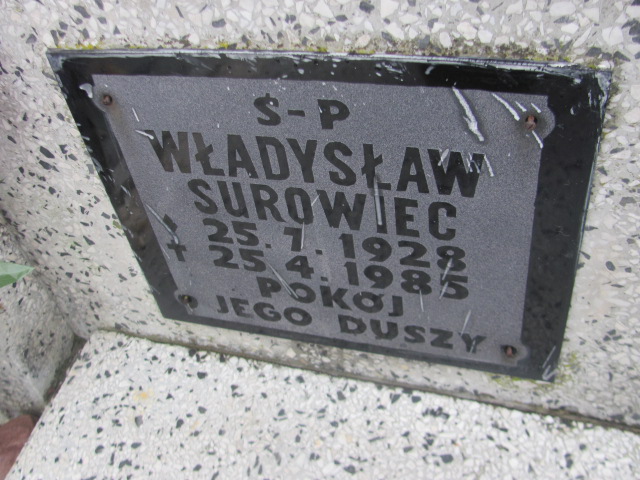 Ś-P
WŁADYSŁAW
SUROWIEC
* 25.7.1928
† 25.4.1985
POKÓJ
JEGO DUSZY